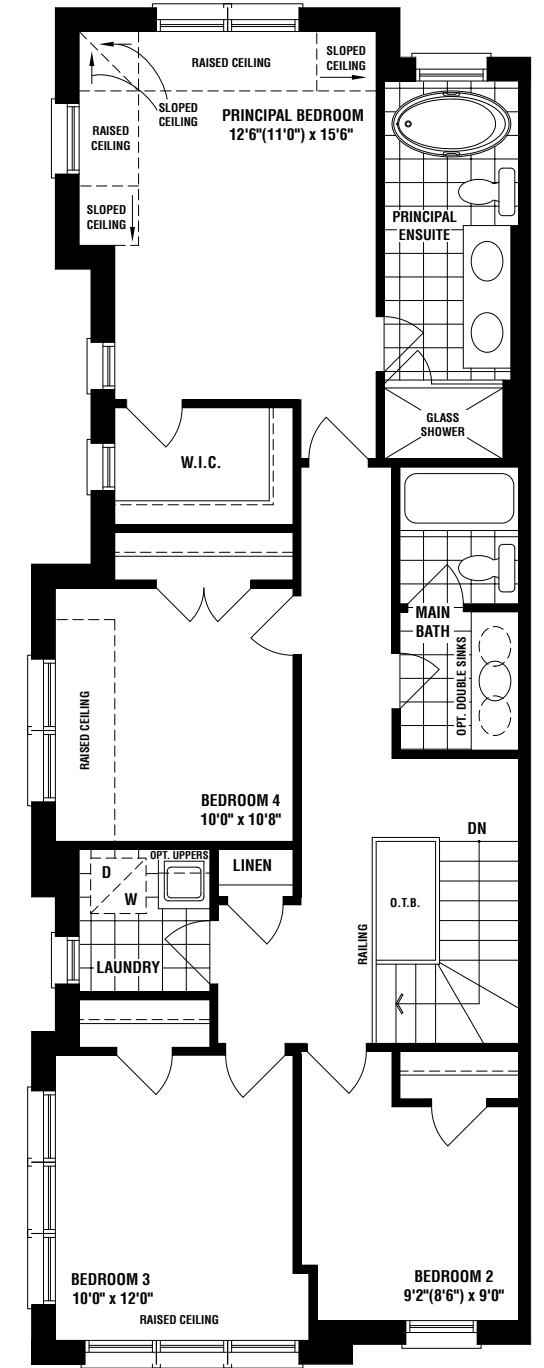 RAISED CEILING
SLOPED
CEILING
SLOPED
CEILING
PRINCIPAL BEDROOM
12'6"(11'0") x 15'6"
RAISED
CEILING
SLOPED
CEILING
PRINCIPAL
ENSUITE
GLASS
SHOWER
W.I.C.
MAIN
BATH
OPT. DOUBLE SINKS
RAISED CEILING
BEDROOM 4
10'0" x 10'8"
OPT. UPPERS
D
W
LINEN
LAUNDRY
DN
O.T.B.
RAILING
BEDROOM 3
10'0" x 12'0"
RAISED CEILING
BEDROOM 2
9'2"(8'6") x 9'0"